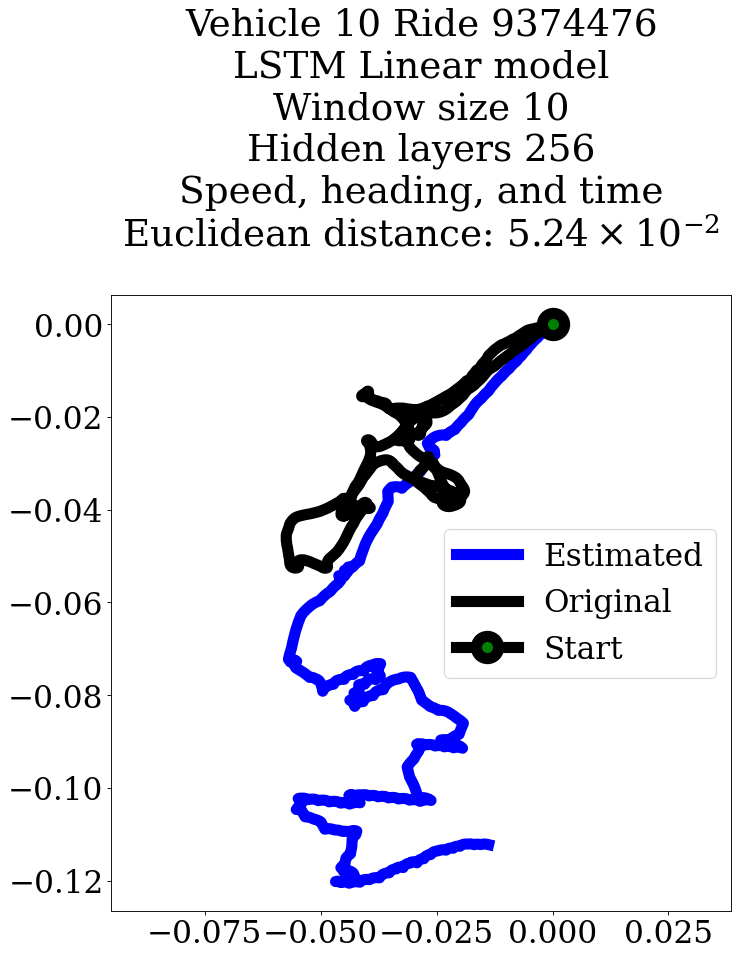 Vehicle 10 Ride 9374476
LSTM Linear model
Window size 10
Hidden layers 256
Speed, heading, and time
Euclidean distance: 5.24 × 10⁻²
0.00
−0.02
−0.04
−0.06
−0.08
−0.10
−0.12
Estimated
Original
Start
−0.075 −0.050 −0.025 0.000 0.025